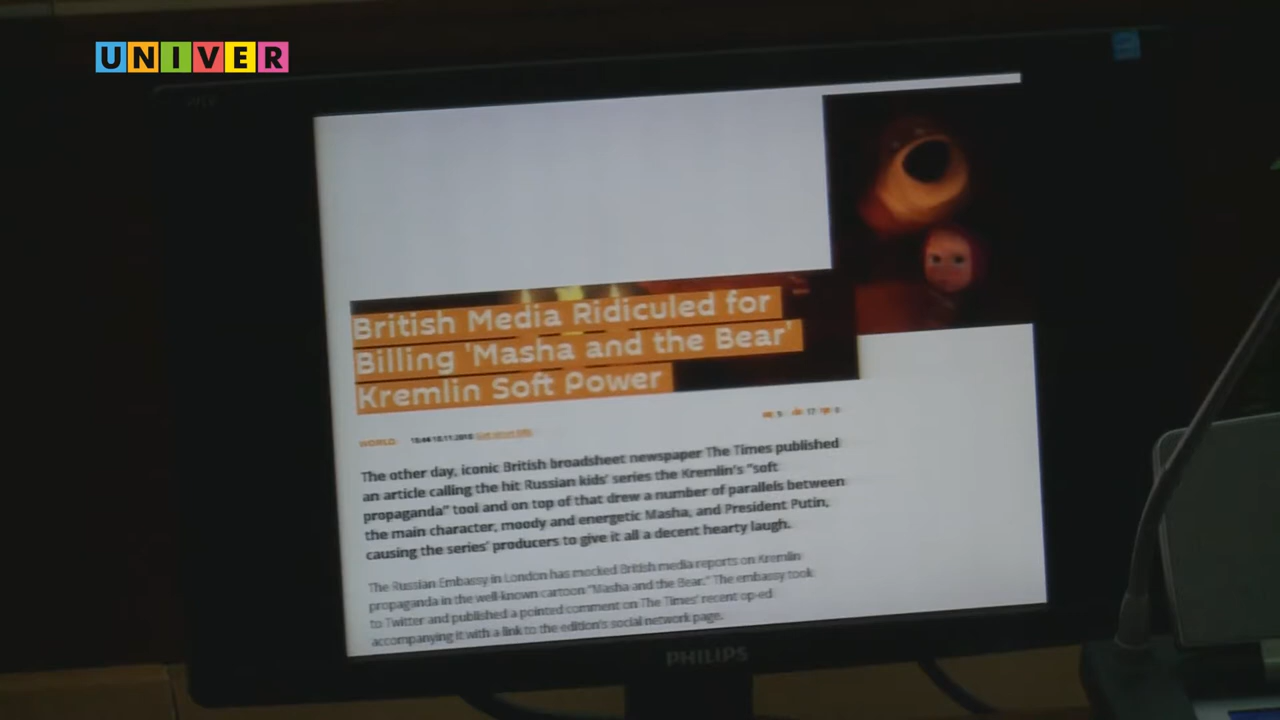 UNIVER
British Media Ridiculed for
Billing 'Masha and the Bear'
Kremlin Soft Power
WORLD
The other day, iconic British broadsheet newspaper The Times published
an article calling the hit Russian kids' series the Kremlin's "soft
propaganda" tool and on top of that drew a number of parallels between
the main character, moody and energetic Masha, and President Putin,
causing the series' producers to give it all a decent hearty laugh.
The Russian Embassy in London has mocked British media reports on Kremlin
propaganda in the well-known cartoon "Masha and the Bear." The embassy took
to Twitter and published a pointed comment on The Times' recent op-ed
accompanying it with a link to the edition's social network page.
PHILIPS